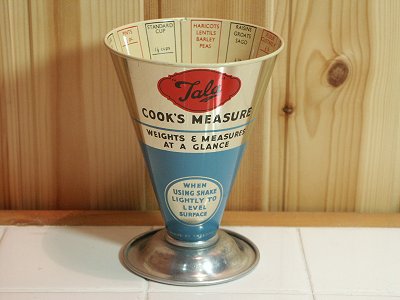 PINTS
STANDARD
CUP
HARICOTS
LENTILS
BARLEY
PEAS
RAISINS
GROATS
SAGO
Tala
COOK'S MEASURE
WEIGHTS & MEASURES
AT A GLANCE
WHEN
USING SHAKE
LIGHTLY TO
LEVEL
SURFACE